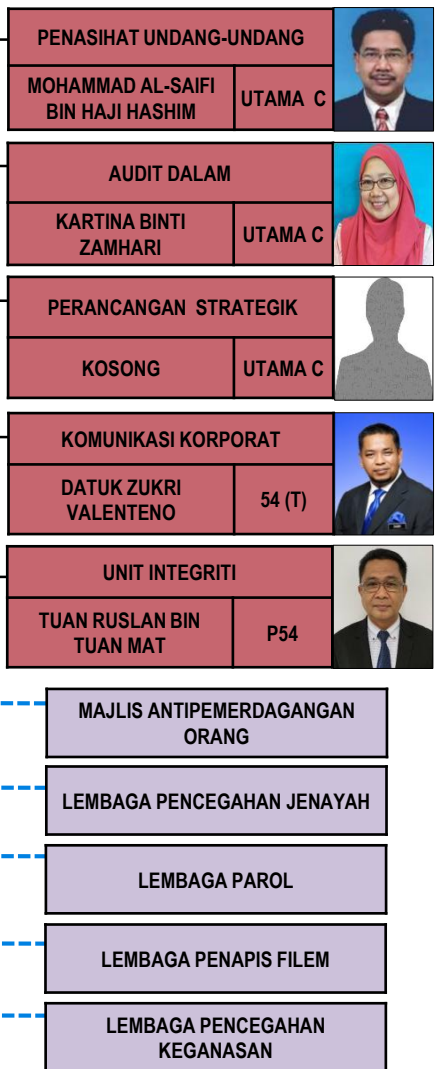 PENASIHAT UNDANG-UNDANG
MOHAMMAD AL-SAIFI
BIN HAJI HASHIM
UTAMA C
AUDIT DALAM
KARTINA BINTI
ZAMHARI
UTAMA C
PERANCANGAN STRATEGIK
KOSONG
UTAMA C
KOMUNIKASI KORPORAT
DATUK ZUKRI
VALENTENO
54 (T)
UNIT INTEGRITI
TUAN RUSLAN BIN
TUAN MAT
P54
MAJLIS ANTIPEMERDAGANGAN
ORANG
LEMBAGA PENCEGAHAN JENAYAH
LEMBAGA PAROL
LEMBAGA PENAPIS FILEM
LEMBAGA PENCEGAHAN
KEGANASAN